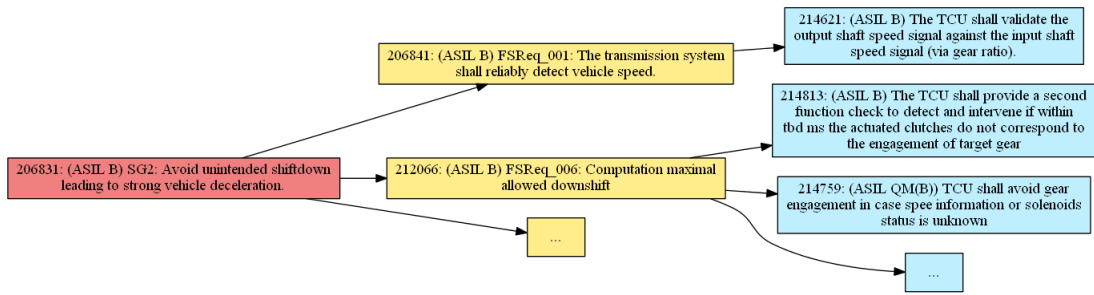 206831: (ASIL B) SG2: Avoid unintended shiftdown
leading to strong vehicle deceleration.
206841: (ASIL B) FSReq_001: The transmission system
shall reliably detect vehicle speed.
212066: (ASIL B) FSReq_006: Computation maximal
allowed downshift
...
214621: (ASIL B) The TCU shall validate the
output shaft speed signal against the input shaft
speed signal (via gear ratio).
214813: (ASIL B) The TCU shall provide a second
function check to detect and intervene if within
tbd ms the actuated clutches do not correspond to
the engagement of target gear
214759: (ASIL QM(B)) TCU shall avoid gear
engagement in case spee information or solenoids
status is unknown
...